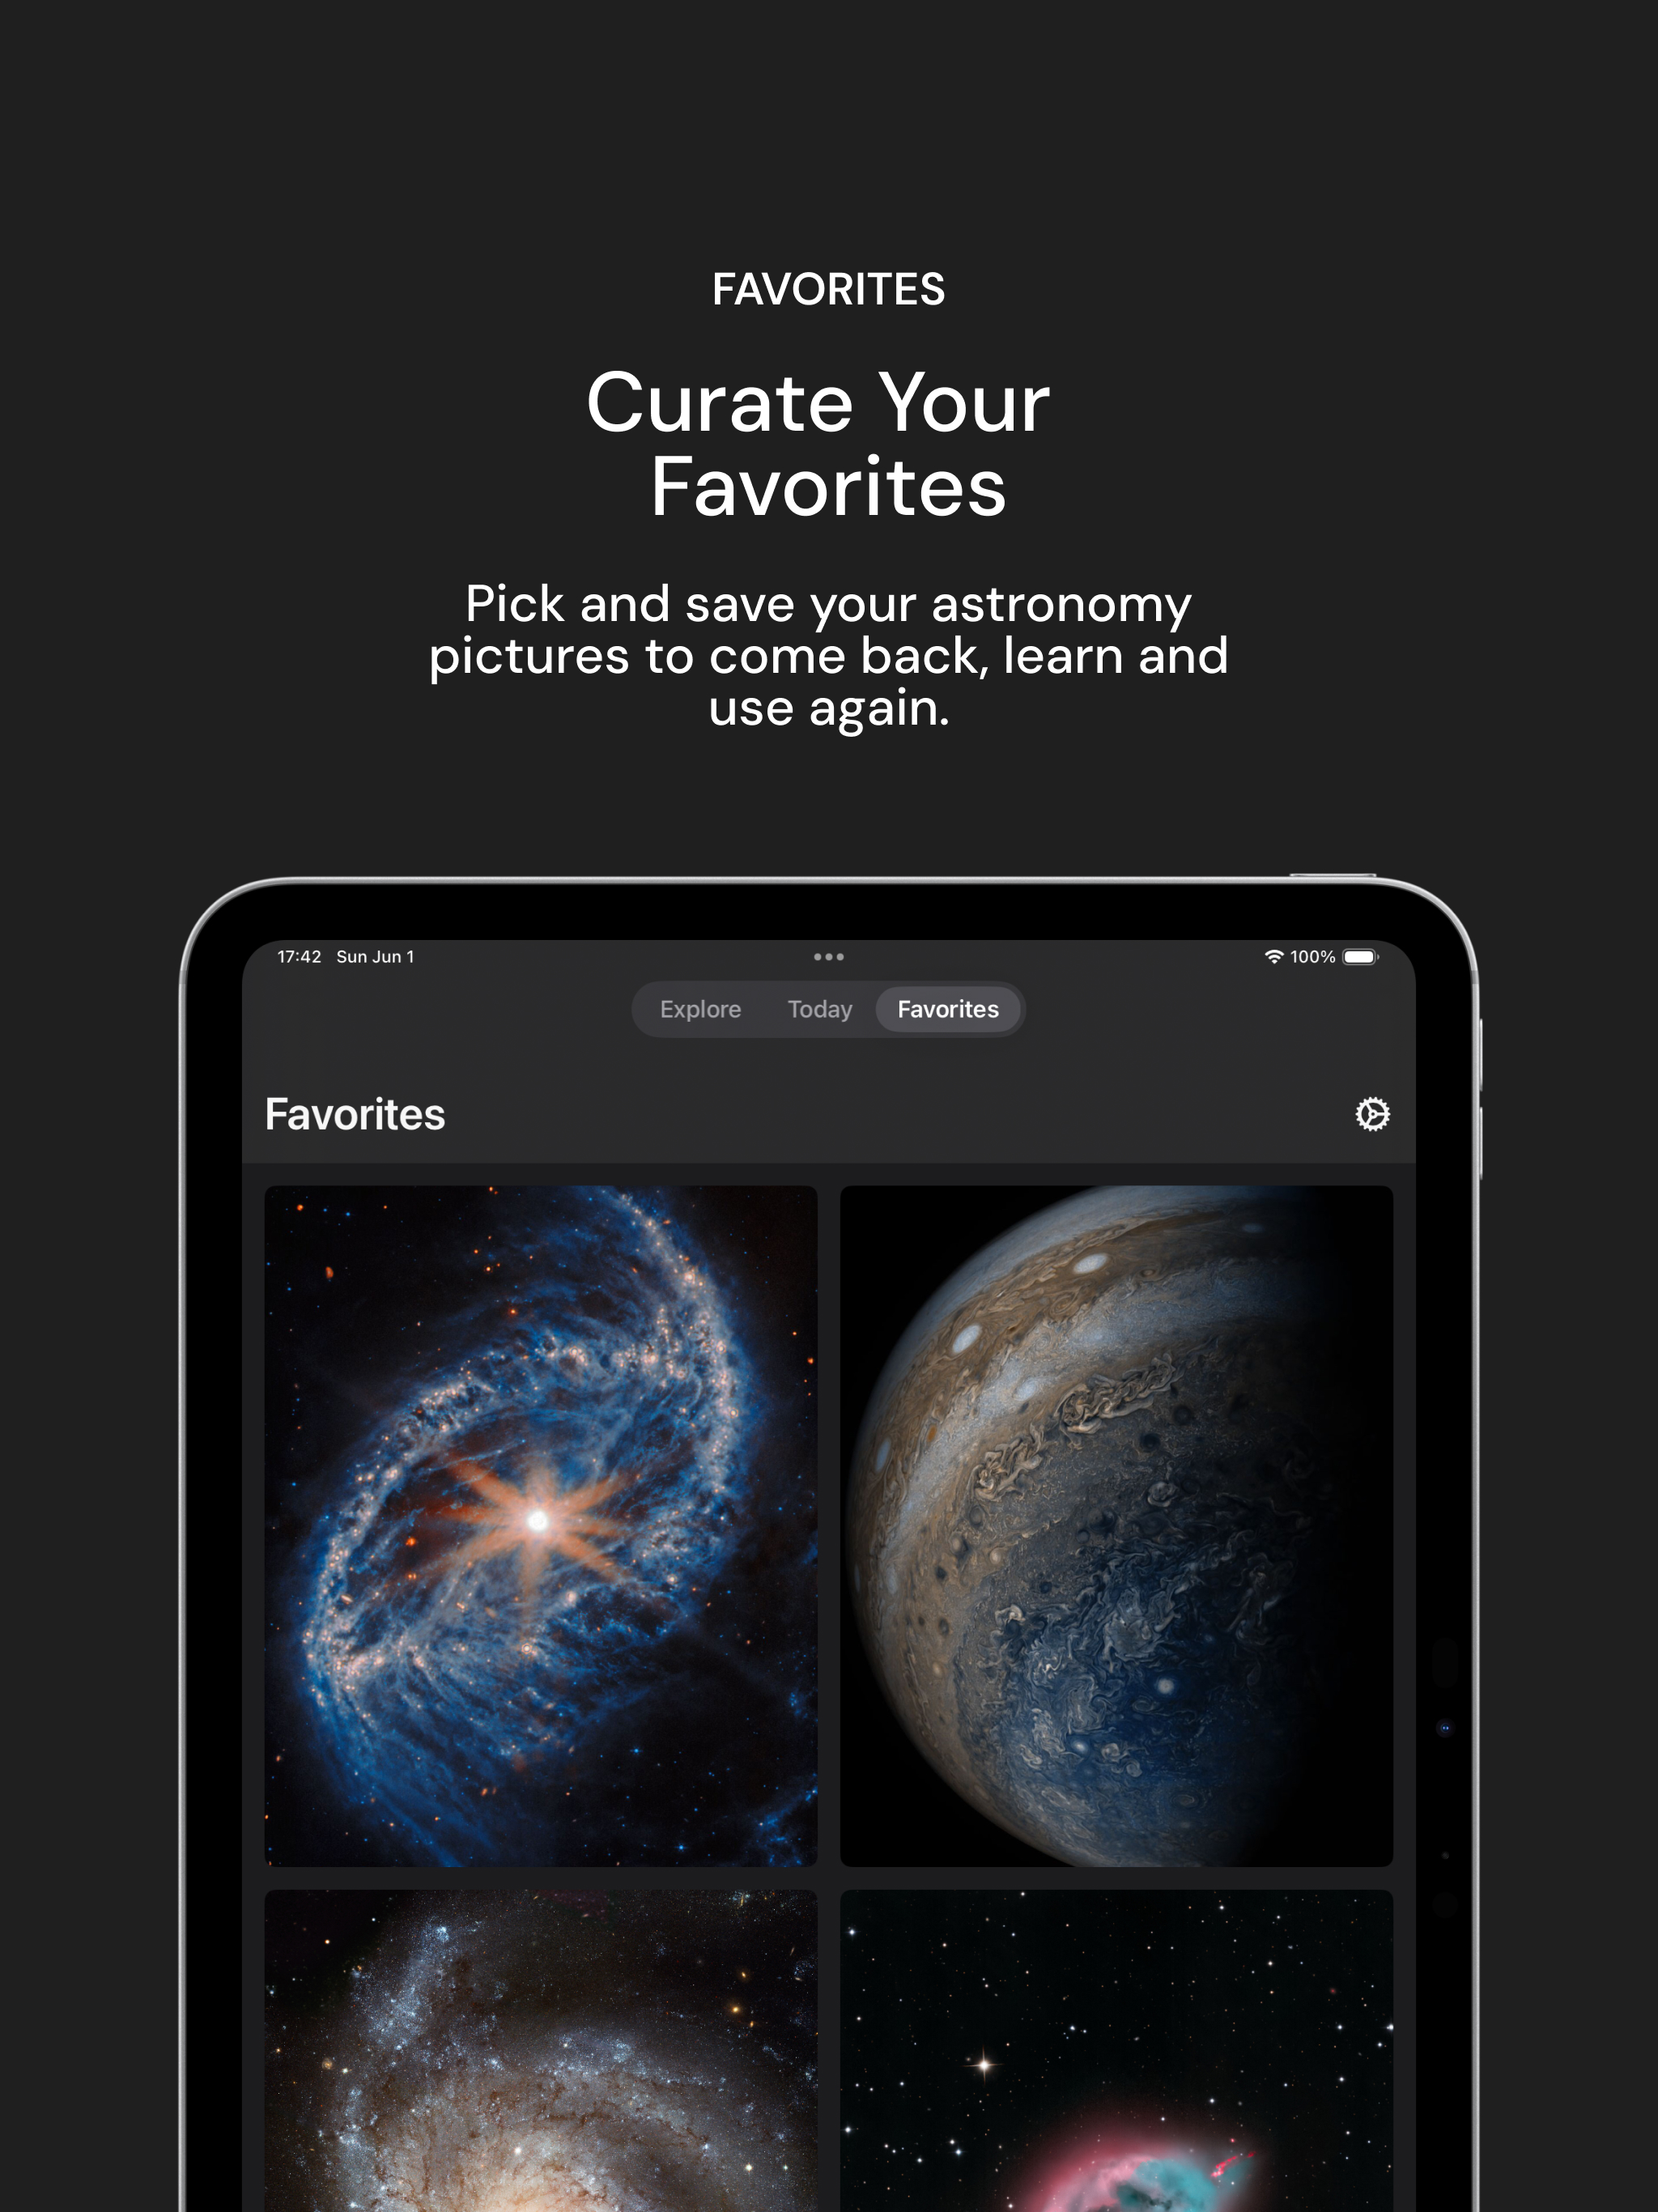 FAVORITES
Curate Your
Favorites
Pick and save your astronomy
pictures to come back, learn and
use again.
17:42 Sun Jun 1
100%
Explore Today Favorites
Favorites